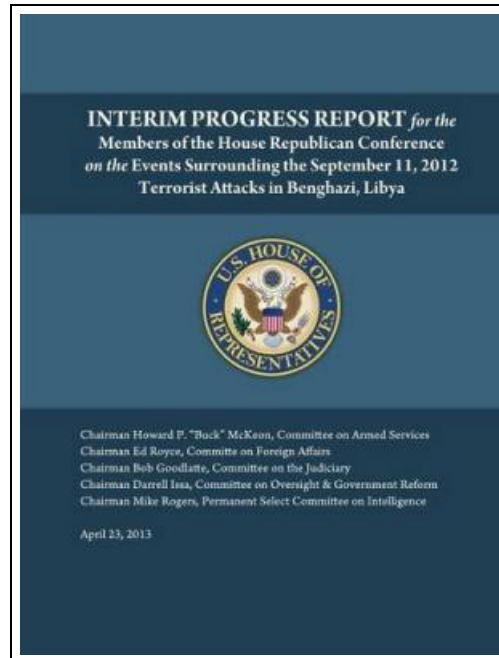 INTERIM PROGRESS REPORT for the
Members of the House Republican Conference
on the Events Surrounding the September 11, 2012
Terrorist Attacks in Benghazi, Libya
U.S. HOUSE OF
REPRESENTATIVES
Chairman Howard P. "Buck" McKeon, Committee on Armed Services
Chairman Ed Royce, Committe on Foreign Affairs
Chairman Bob Goodlatte, Committee on the Judiciary
Chairman Darrell Issa, Committee on Oversight & Government Reform
Chairman Mike Rogers, Permanent Select Committee on Intelligence
April 23, 2013